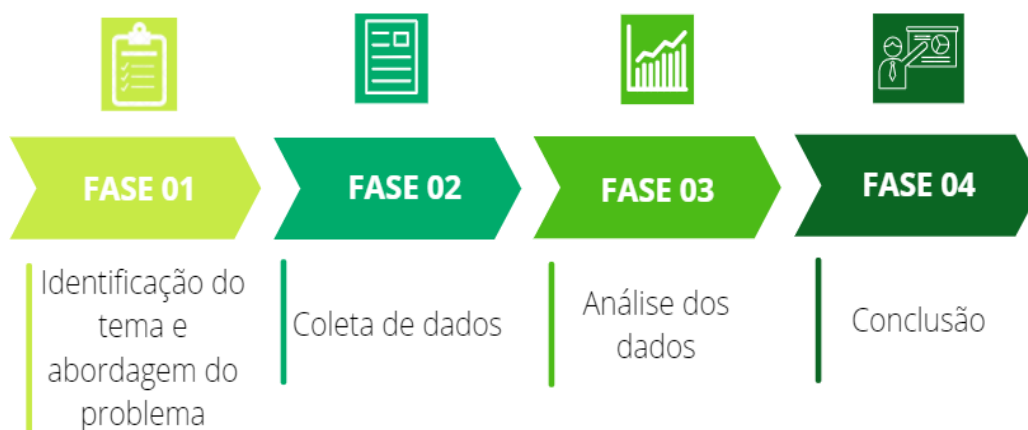 FASE 01
FASE 02
FASE 03
FASE 04
Identificação do
tema e
abordagem do
problema
Coleta de dados
Análise dos
dados
Conclusão